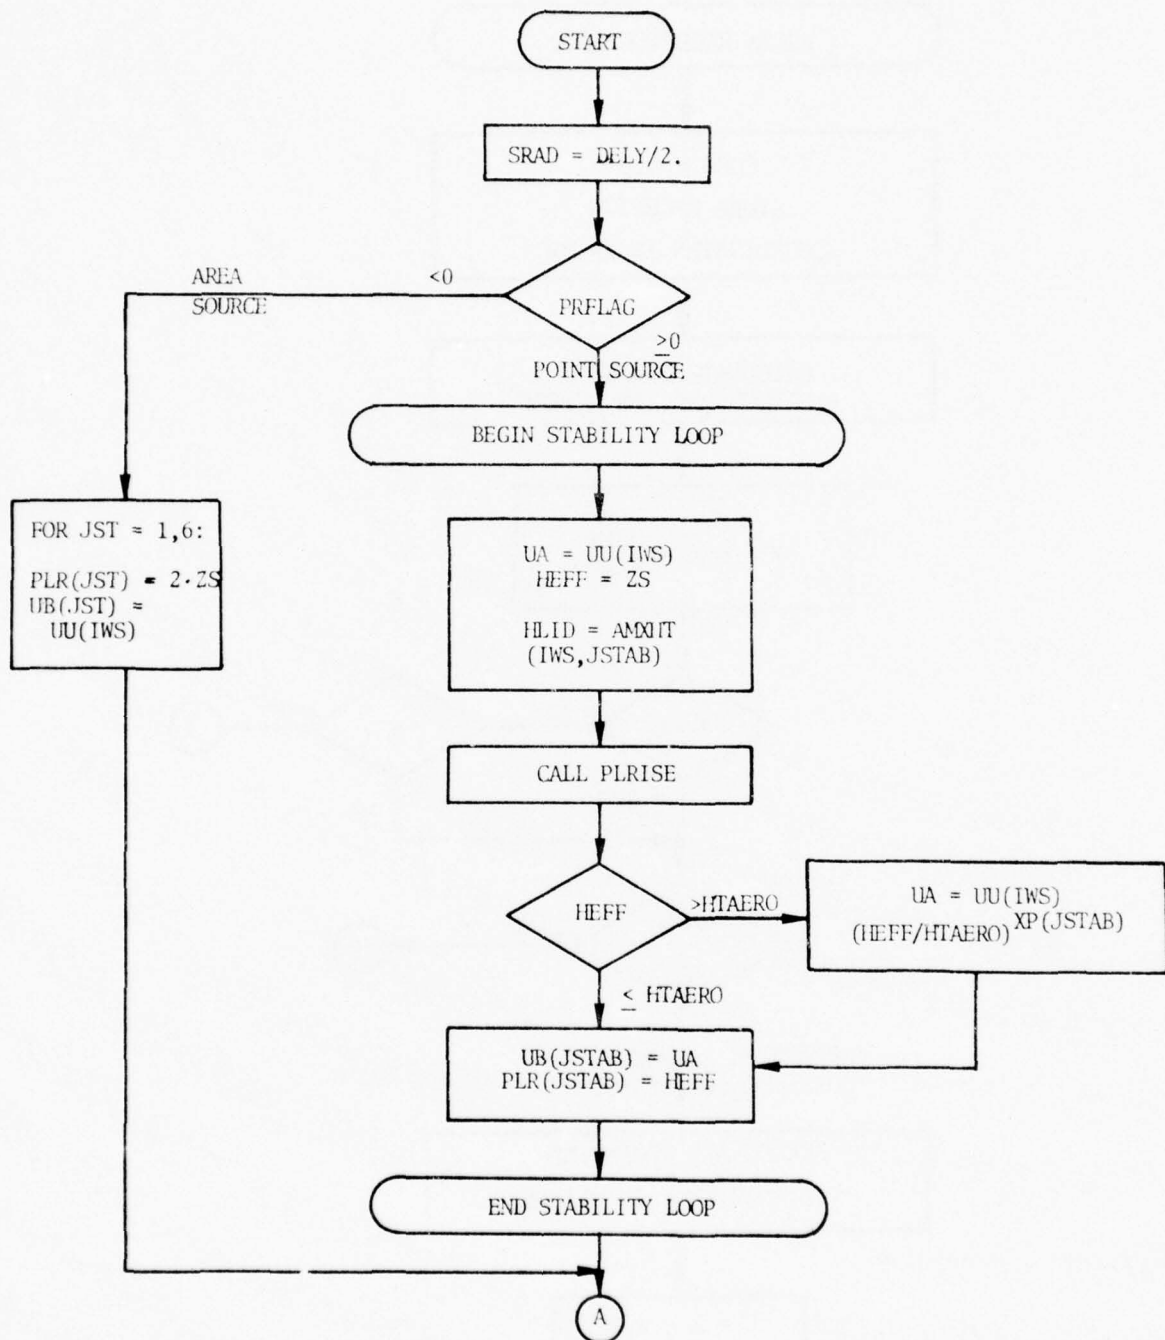 START
SRAD = DELY/2.
AREA
SOURCE
<0
PRFLAG
≥0
POINT SOURCE
BEGIN STABILITY LOOP
FOR JST = 1,6:
PLR(JST) = 2·ZS
UB(JST) =
UU(IWS)
UA = UU(IWS)
HEFF = ZS
HLID = AMXHT
(IWS,JSTAB)
CALL PLRISE
HEFF
>HTAERO
UA = UU(IWS)
(HEFF/HTAERO)^XP(JSTAB)
≤ HTAERO
UB(JSTAB) = UA
PLR(JSTAB) = HEFF
END STABILITY LOOP
A